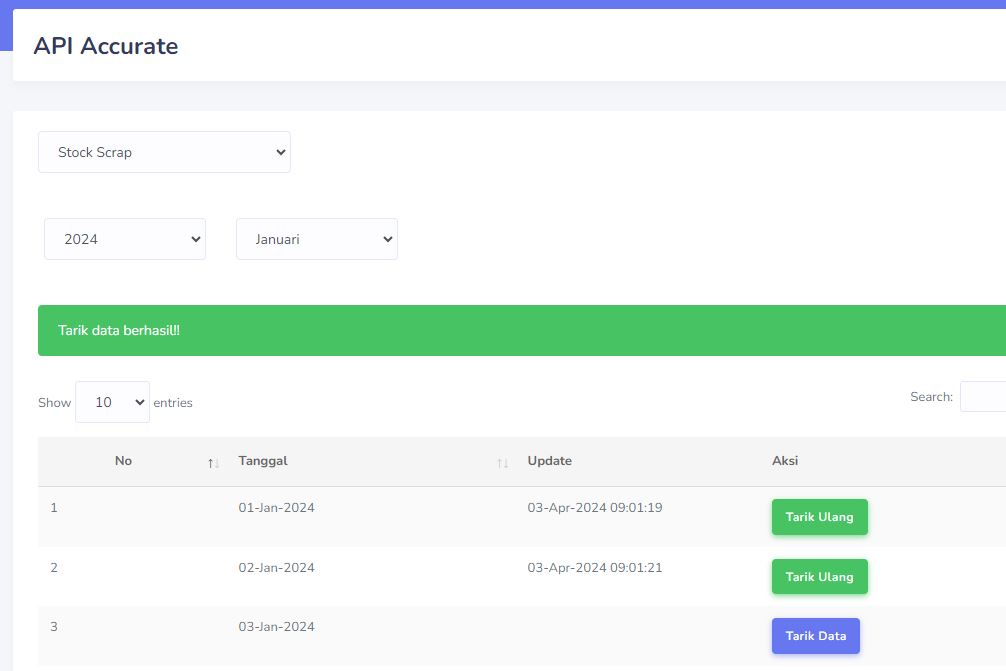 API Accurate
Stock Scrap
2024 Januari
Tarik data berhasil!!
Show 10 entries Search:
No Tanggal Update Aksi
1 01-Jan-2024 03-Apr-2024 09:01:19 Tarik Ulang
2 02-Jan-2024 03-Apr-2024 09:01:21 Tarik Ulang
3 03-Jan-2024 Tarik Data